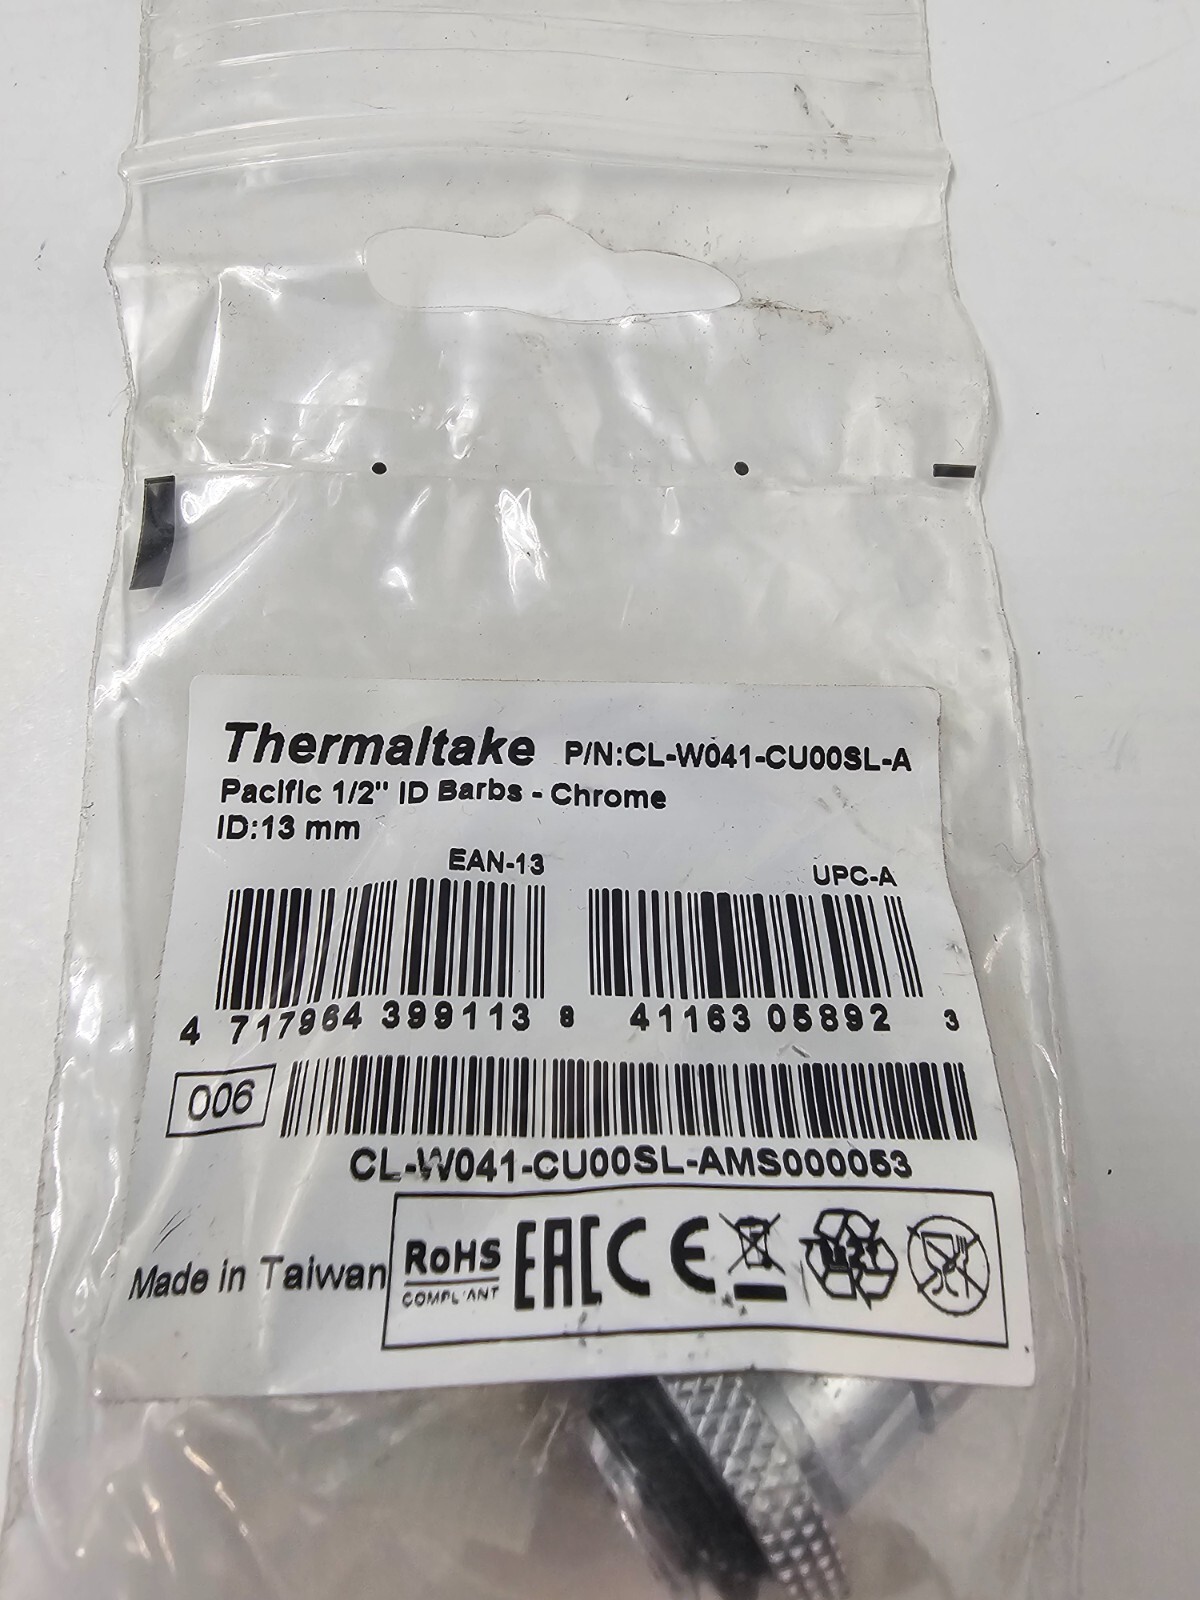 Thermaltake P/N:CL-W041-CU00SL-A
Pacific 1/2" ID Barbs - Chrome
ID:13 mm
EAN-13 UPC-A
4 717964 399113 8 41163 05892 3
006
CL-W041-CU00SL-AMS000053
Made in Taiwan
RoHS
COMPLIANT
EAC CE